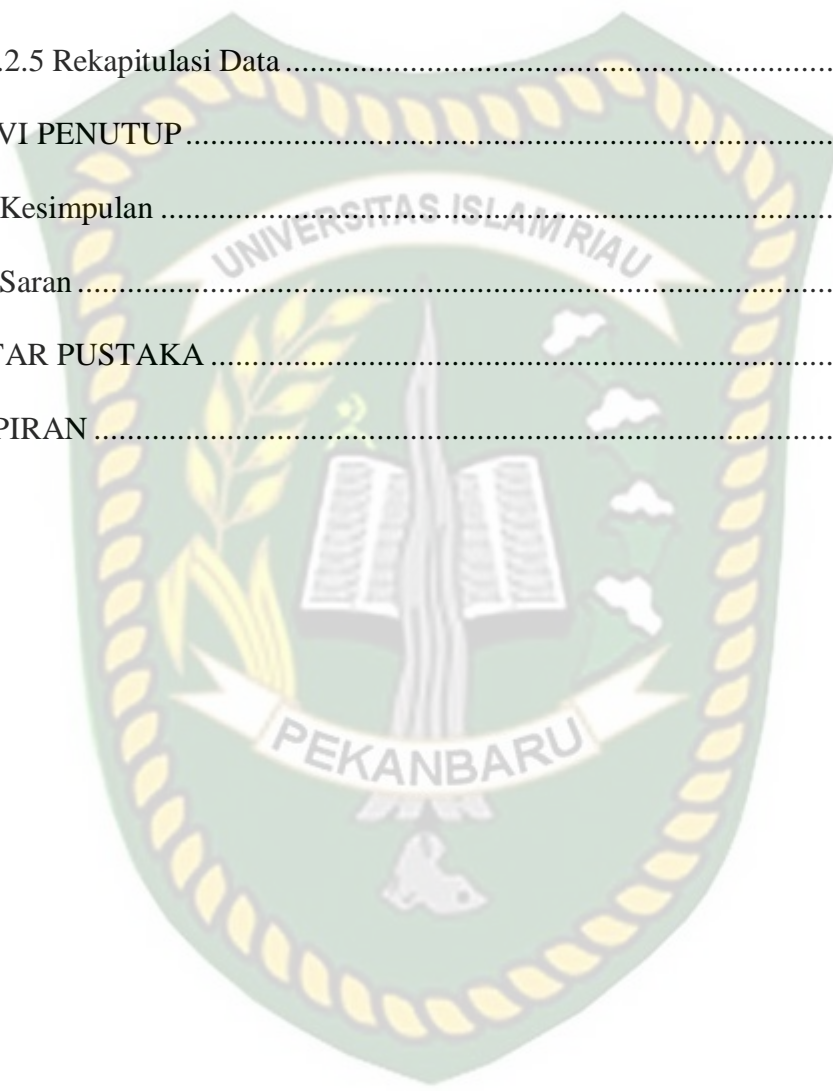 .2.5 Rekapitulasi Data ........................................................................
VI PENUTUP ....................................................................................
Kesimpulan .......................................................................................
Saran ..................................................................................................
TAR PUSTAKA .................................................................................
PIRAN ................................................................................................
UNIVERSITAS ISLAM RIAU
PEKANBARU